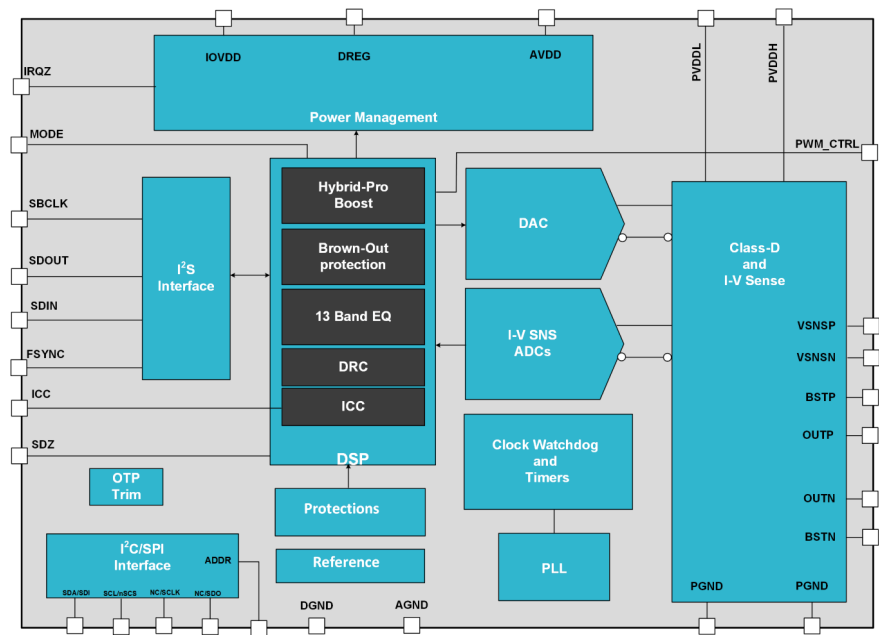 IOVDD
DREG
AVDD
Power Management
PVDDL
PVDDH
IRQZ
MODE
PWM_CTRL
SBCLK
SDOUT
SDIN
FSYNC
ICC
SDZ
I2S
Interface
Hybrid-Pro
Boost
Brown-Out
protection
13 Band EQ
DRC
ICC
DSP
DAC
I-V SNS
ADCs
Class-D
and
I-V Sense
VSNSP
VSNSN
BSTP
OUTP
OUTN
BSTN
PGND
PGND
Clock Watchdog
and
Timers
PLL
OTP
Trim
Protections
Reference
I2C/SPI
Interface
ADDR
SDA/SDI
SCL/nSCS
NC/SCLK
NC/SDO
DGND
AGND